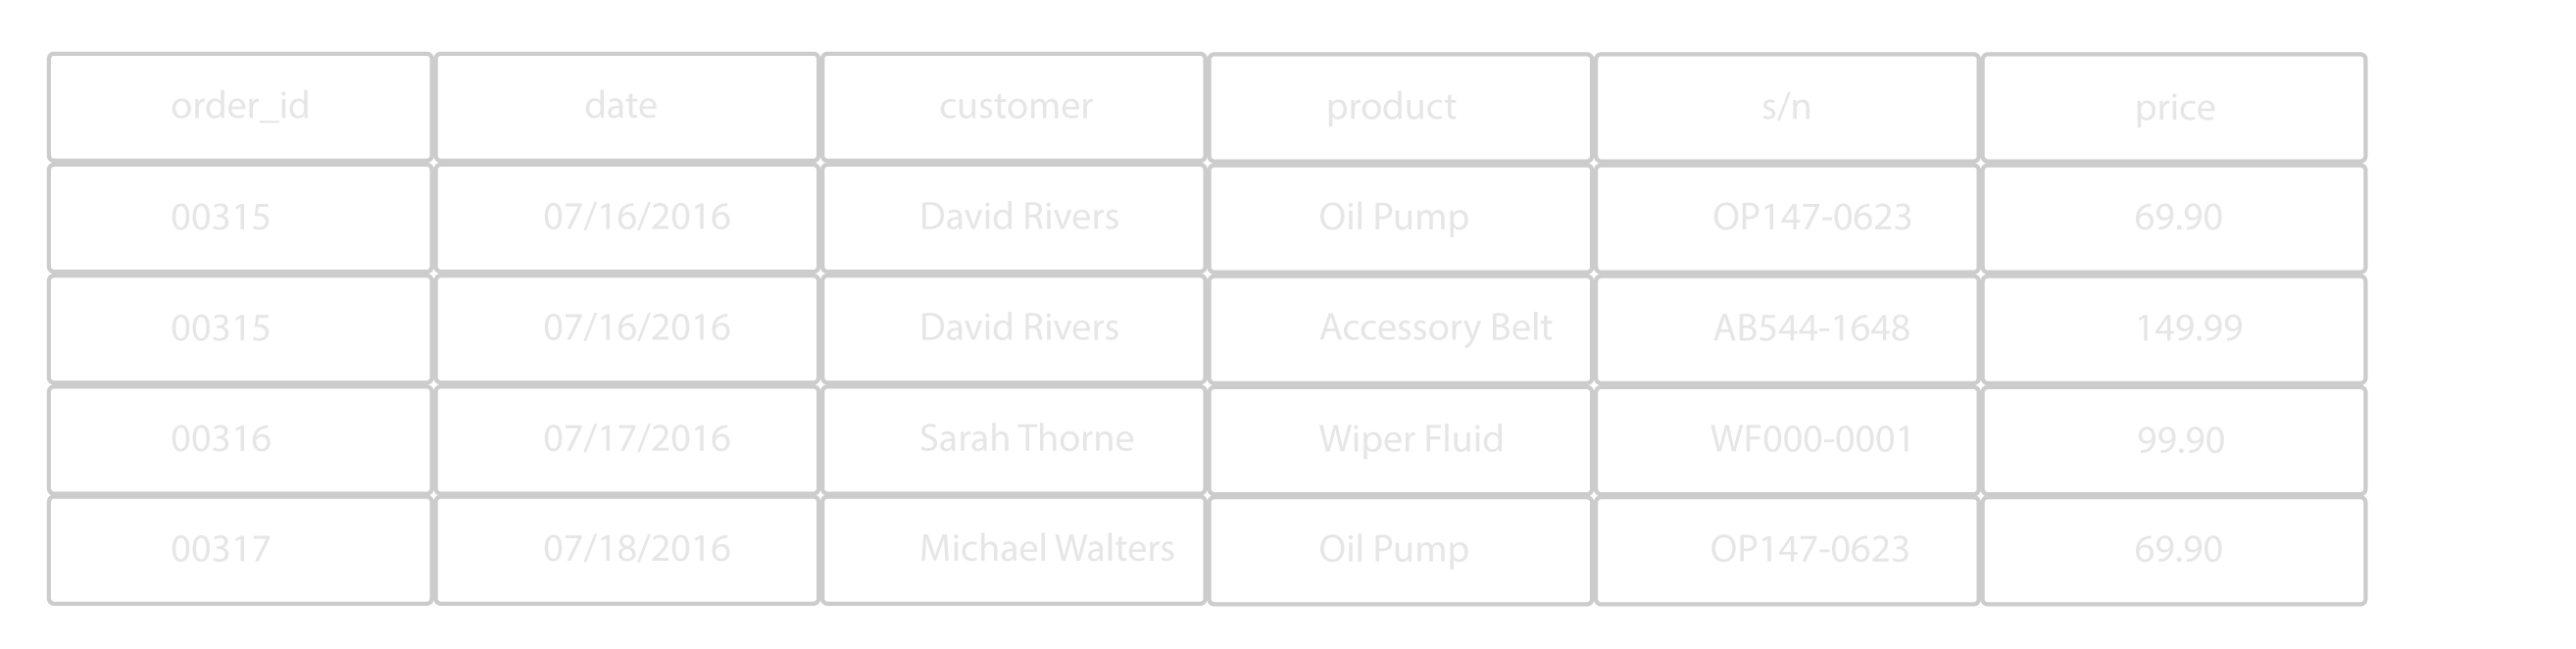 order_id date customer product s/n price
00315 07/16/2016 David Rivers Oil Pump OP147-0623 69.90
00315 07/16/2016 David Rivers Accessory Belt AB544-1648 149.99
00316 07/17/2016 Sarah Thorne Wiper Fluid WF000-0001 99.90
00317 07/18/2016 Michael Walters Oil Pump OP147-0623 69.90